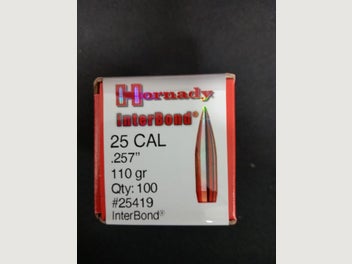 Hornady
InterBond®
25 CAL
.257"
110 gr
Qty: 100
#25419
InterBond®